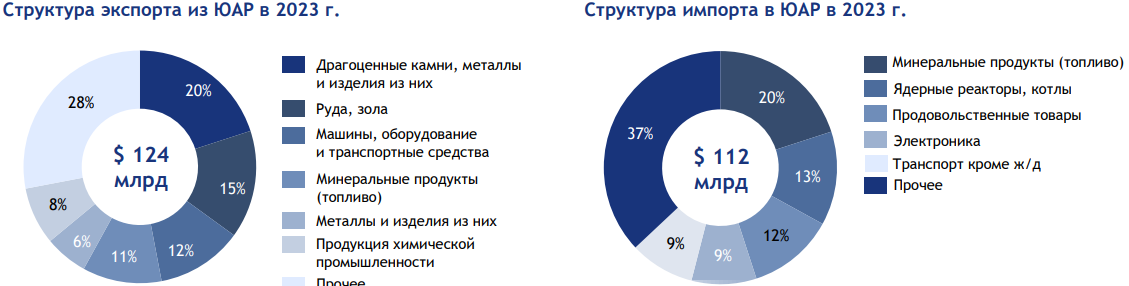 Структура экспорта из ЮАР в 2023 г.
20%
15%
12%
11%
6%
8%
28%
$ 124
млрд
Драгоценные камни, металлы
и изделия из них
Руда, зола
Машины, оборудование
и транспортные средства
Минеральные продукты
(топливо)
Металлы и изделия из них
Продукция химической
промышленности
Прочее
Структура импорта в ЮАР в 2023 г.
20%
13%
12%
9%
9%
37%
$ 112
млрд
Минеральные продукты (топливо)
Ядерные реакторы, котлы
Продовольственные товары
Электроника
Транспорт кроме ж/д
Прочее